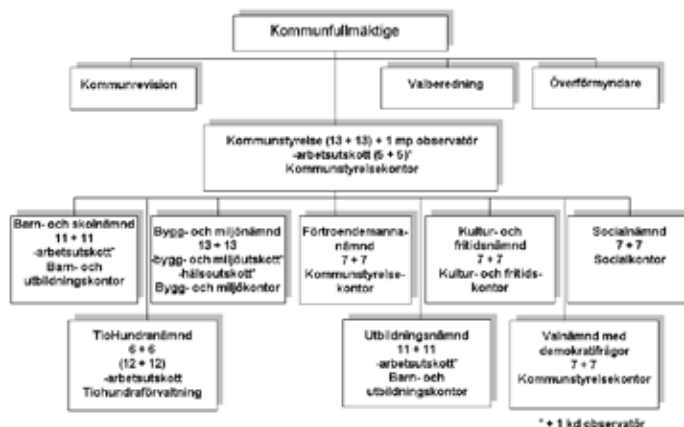 Kommunfullmäktige
Kommunrevision
Valberedning
Överförmyndare
Kommunstyrelse (13 + 13) + 1 mp observatör
-arbetsutskott (5 + 5)*
Kommunstyrelsekontor
Barn- och skolnämnd
11 + 11
-arbetsutskott*
Barn- och
utbildningskontor
Bygg- och miljönämnd
13 + 13
-bygg- och miljöutskott*
-hälsoutskott*
Bygg- och miljökontor
Förtroendemanna-
nämnd
7 + 7
Kommunstyrelse-
kontor
Kultur- och
fritidsnämnd
7 + 7
Kultur- och fritids-
kontor
Socialnämnd
7 + 7
Socialkontor
TioHundranämnd
6 + 6
(12 + 12)
-arbetsutskott
Tiohundraförvaltning
Utbildningsnämnd
11 + 11
-arbetsutskott*
Barn- och
utbildningskontor
Valnämnd med
demokratifrågor
7 + 7
Kommunstyrelsekontor
* + 1 kd observatör